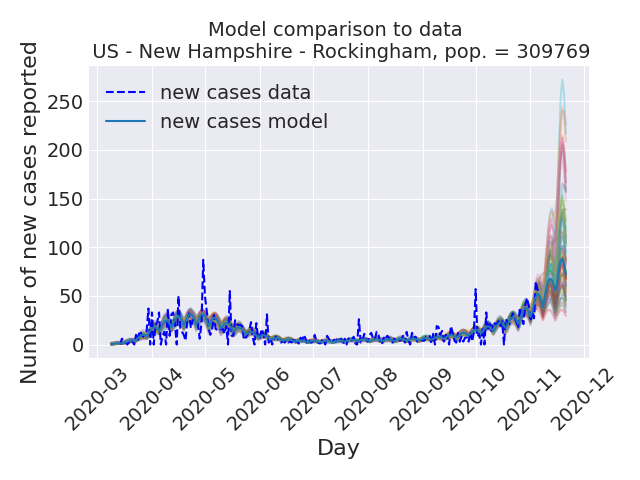 Model comparison to data
US - New Hampshire - Rockingham, pop. = 309769
Number of new cases reported
250
200
150
100
50
0
new cases data
new cases model
2020-03
2020-04
2020-05
2020-06
2020-07
2020-08
2020-09
2020-10
2020-11
2020-12
Day